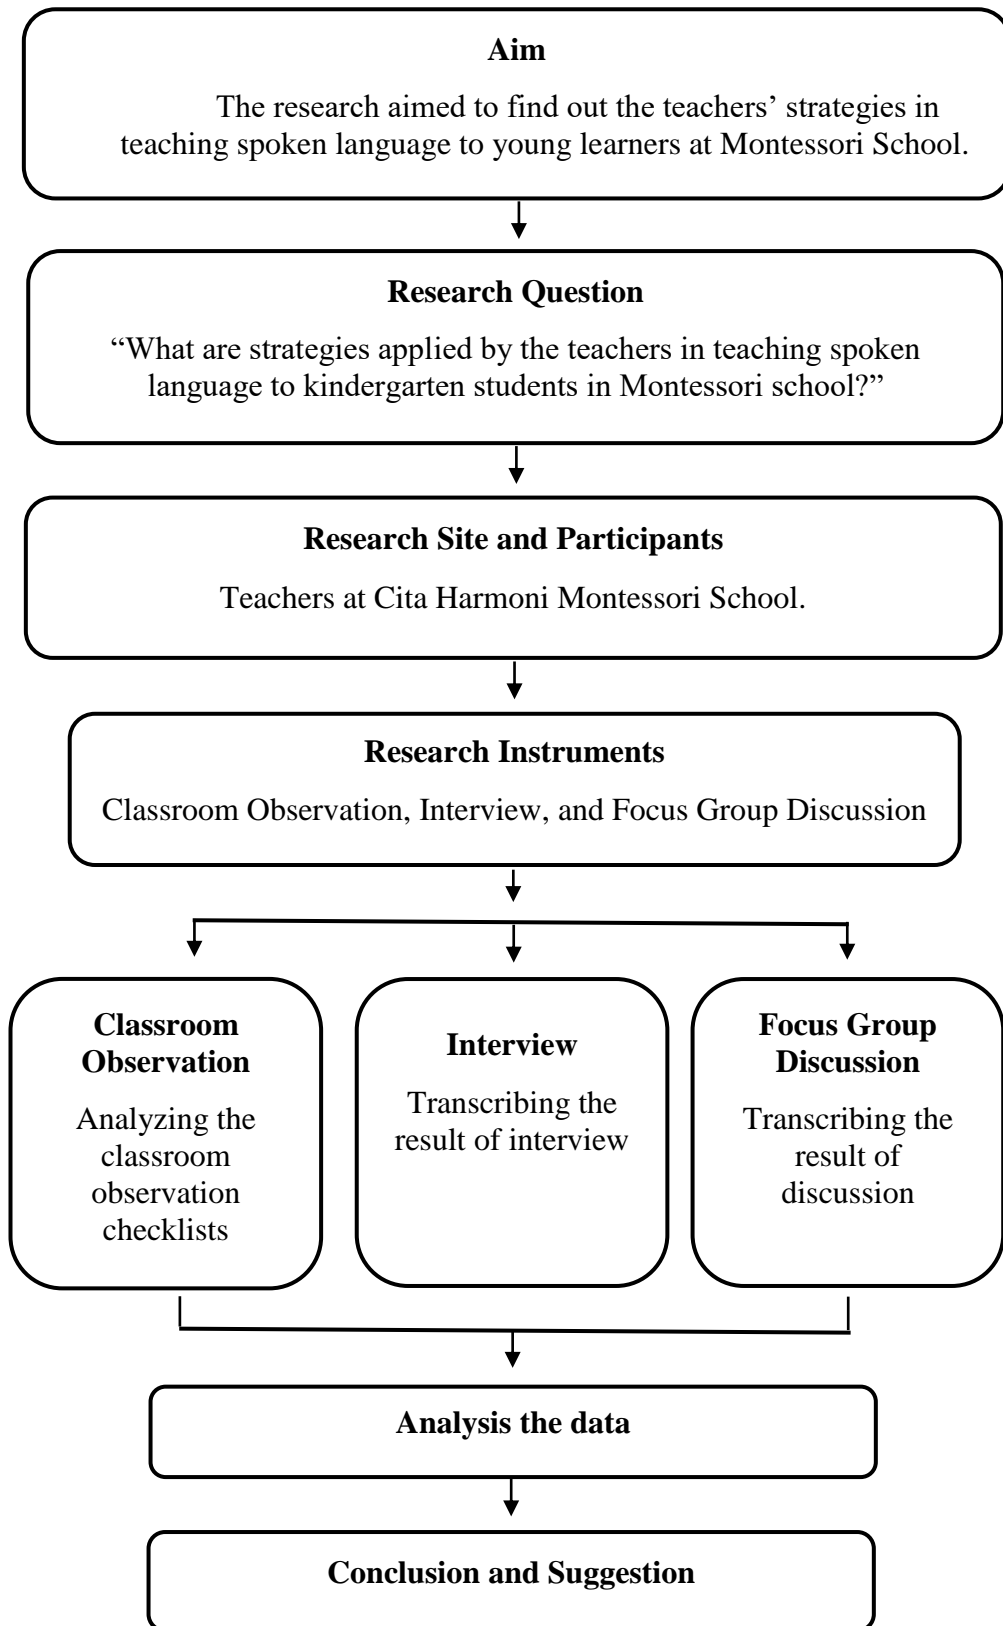 Aim
The research aimed to find out the teachers’ strategies in
teaching spoken language to young learners at Montessori School.
Research Question
“What are strategies applied by the teachers in teaching spoken
language to kindergarten students in Montessori school?”
Research Site and Participants
Teachers at Cita Harmoni Montessori School.
Research Instruments
Classroom Observation, Interview, and Focus Group Discussion
Classroom
Observation
Analyzing the
classroom
observation
checklists
Interview
Transcribing the
result of interview
Focus Group
Discussion
Transcribing the
result of
discussion
Analysis the data
Conclusion and Suggestion